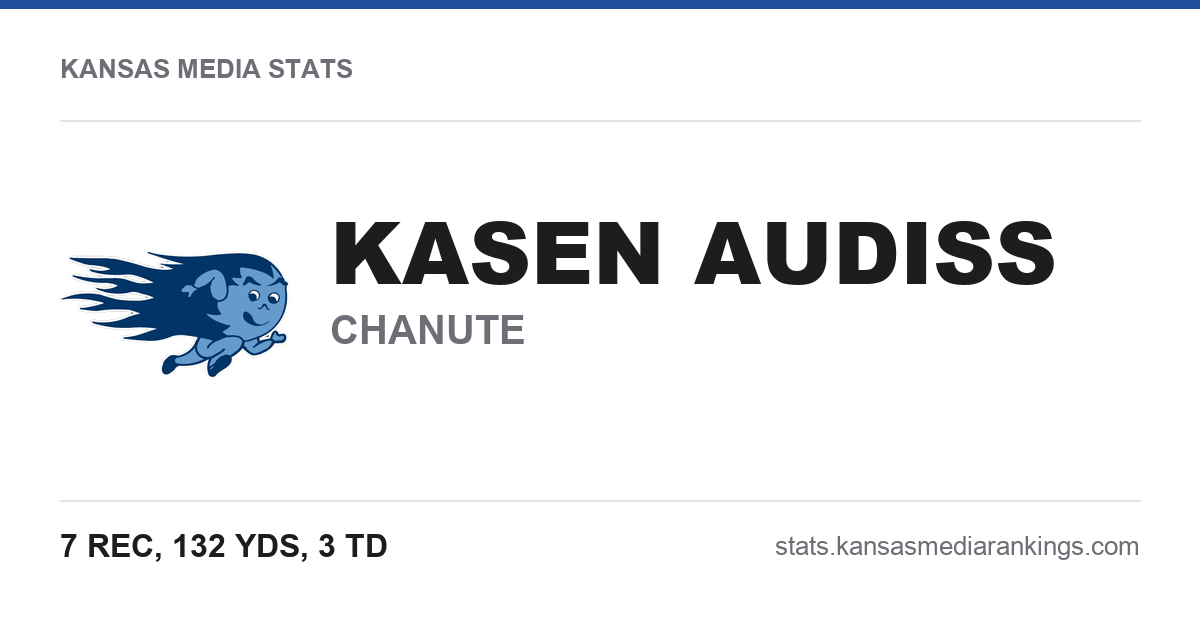 KANSAS MEDIA STATS
KASEN AUDISS
CHANUTE
7 REC, 132 YDS, 3 TD
stats.kansasmediarankings.com